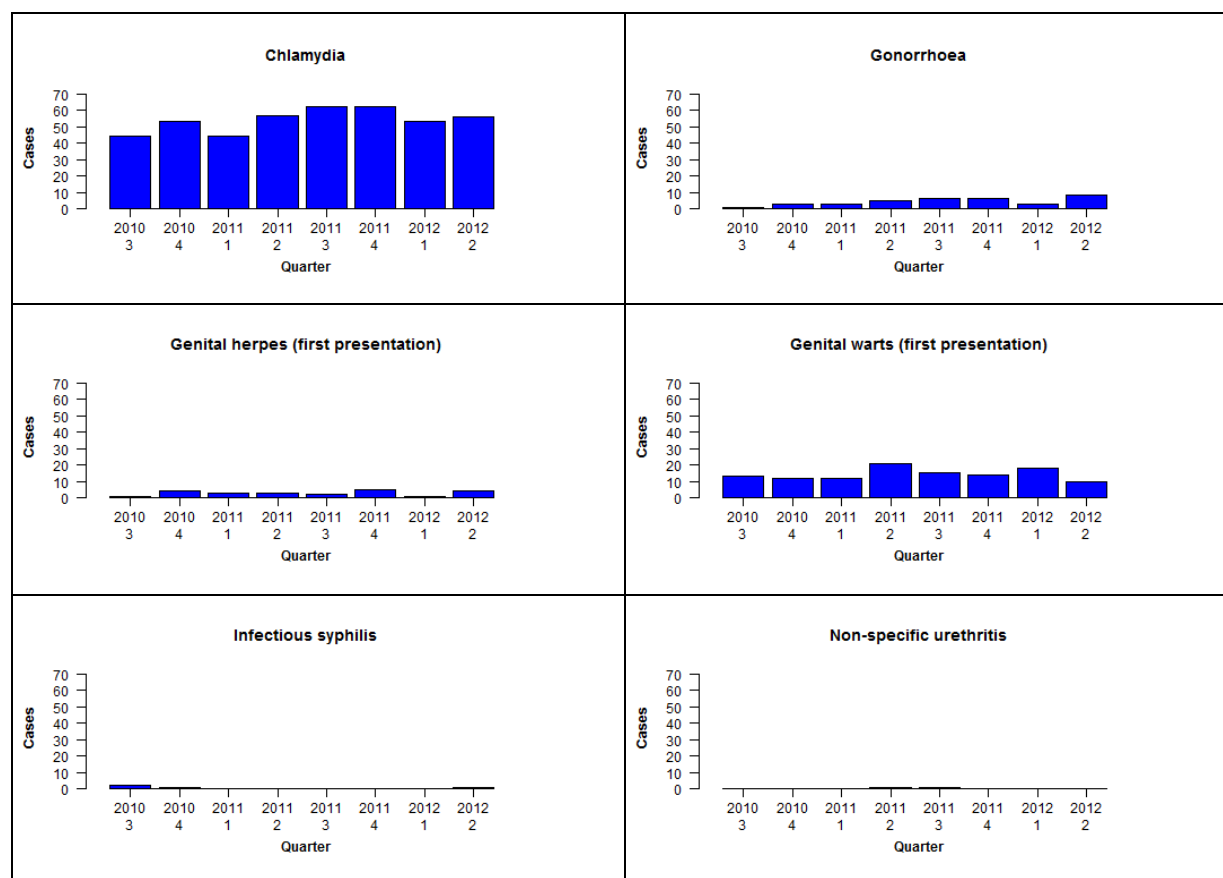 Chlamydia
70
60
50
40
30
20
10
0
Cases
2010 2010 2011 2011 2011 2011 2012 2012
3 4 1 2 3 4 1 2
Quarter
Gonorrhoea
70
60
50
40
30
20
10
0
Cases
2010 2010 2011 2011 2011 2011 2012 2012
3 4 1 2 3 4 1 2
Quarter
Genital herpes (first presentation)
70
60
50
40
30
20
10
0
Cases
2010 2010 2011 2011 2011 2011 2012 2012
3 4 1 2 3 4 1 2
Quarter
Genital warts (first presentation)
70
60
50
40
30
20
10
0
Cases
2010 2010 2011 2011 2011 2011 2012 2012
3 4 1 2 3 4 1 2
Quarter
Infectious syphilis
70
60
50
40
30
20
10
0
Cases
2010 2010 2011 2011 2011 2011 2012 2012
3 4 1 2 3 4 1 2
Quarter
Non-specific urethritis
70
60
50
40
30
20
10
0
Cases
2010 2010 2011 2011 2011 2011 2012 2012
3 4 1 2 3 4 1 2
Quarter